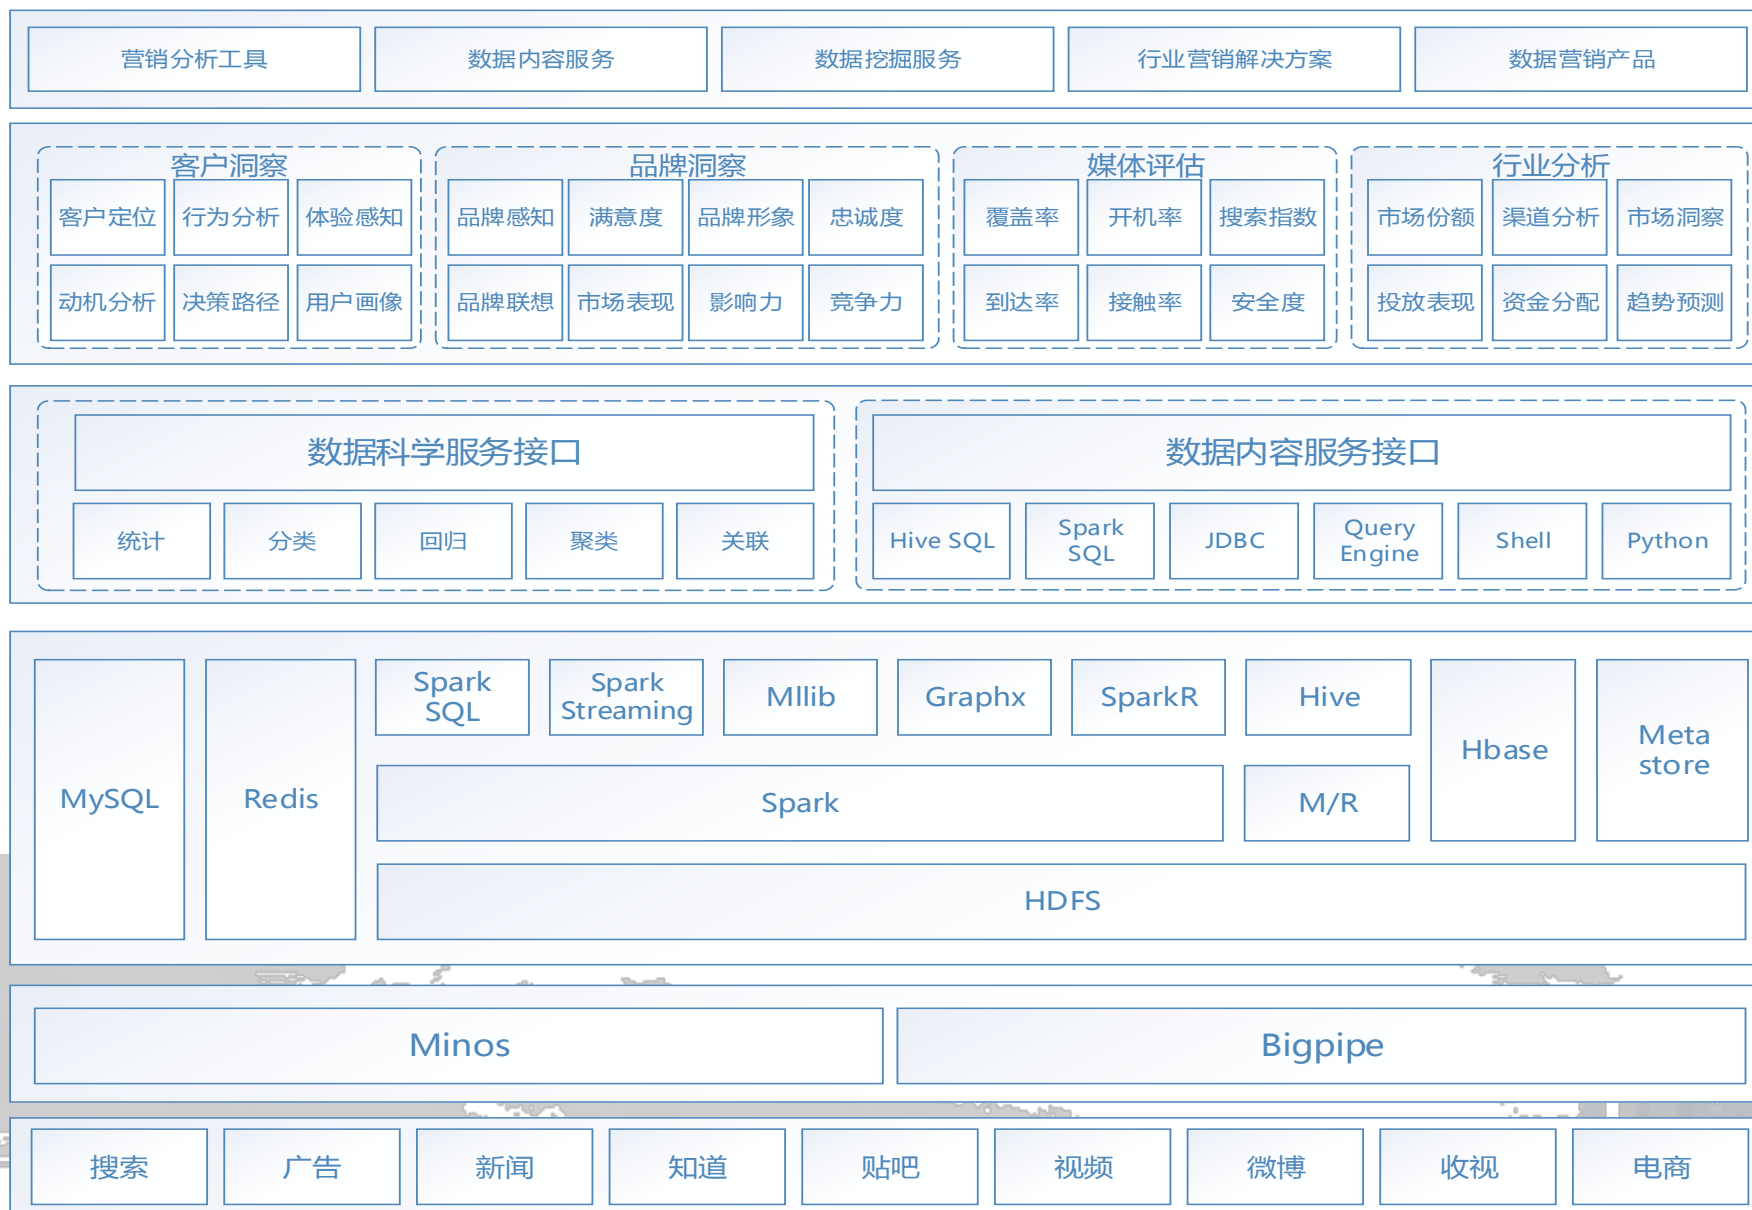 营销分析工具
数据内容服务
数据挖掘服务
行业营销解决方案
数据营销产品
客户洞察
客户定位
行为分析
体验感知
动机分析
决策路径
用户画像
品牌洞察
品牌感知
满意度
品牌形象
忠诚度
品牌联想
市场表现
影响力
竞争力
媒体评估
覆盖率
开机率
搜索指数
到达率
接触率
安全度
行业分析
市场份额
渠道分析
市场洞察
投放表现
资金分配
趋势预测
数据科学服务接口
统计
分类
回归
聚类
关联
数据内容服务接口
Hive SQL
Spark
SQL
JDBC
Query
Engine
Shell
Python
MySQL
Redis
Spark
SQL
Spark
Streaming
Mllib
Graphx
SparkR
Hive
Hbase
Meta
store
Spark
M/R
HDFS
Minos
Bigpipe
搜索
广告
新闻
知道
贴吧
视频
微博
收视
电商